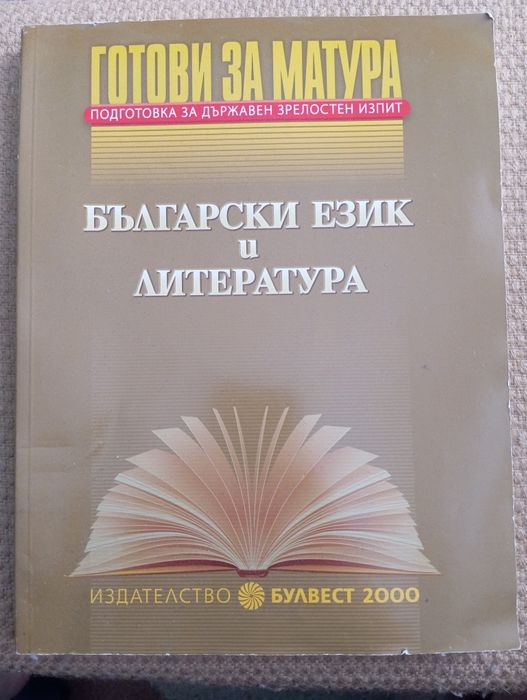 ГОТОВИ ЗА МАТУРА
ПОДГОТОВКА ЗА ДЪРЖАВЕН ЗРЕЛОСТЕН ИЗПИТ
БЪЛГАРСКИ ЕЗИК
и
ЛИТЕРАТУРА
ИЗДАТЕЛСТВО БУЛВЕСТ 2000